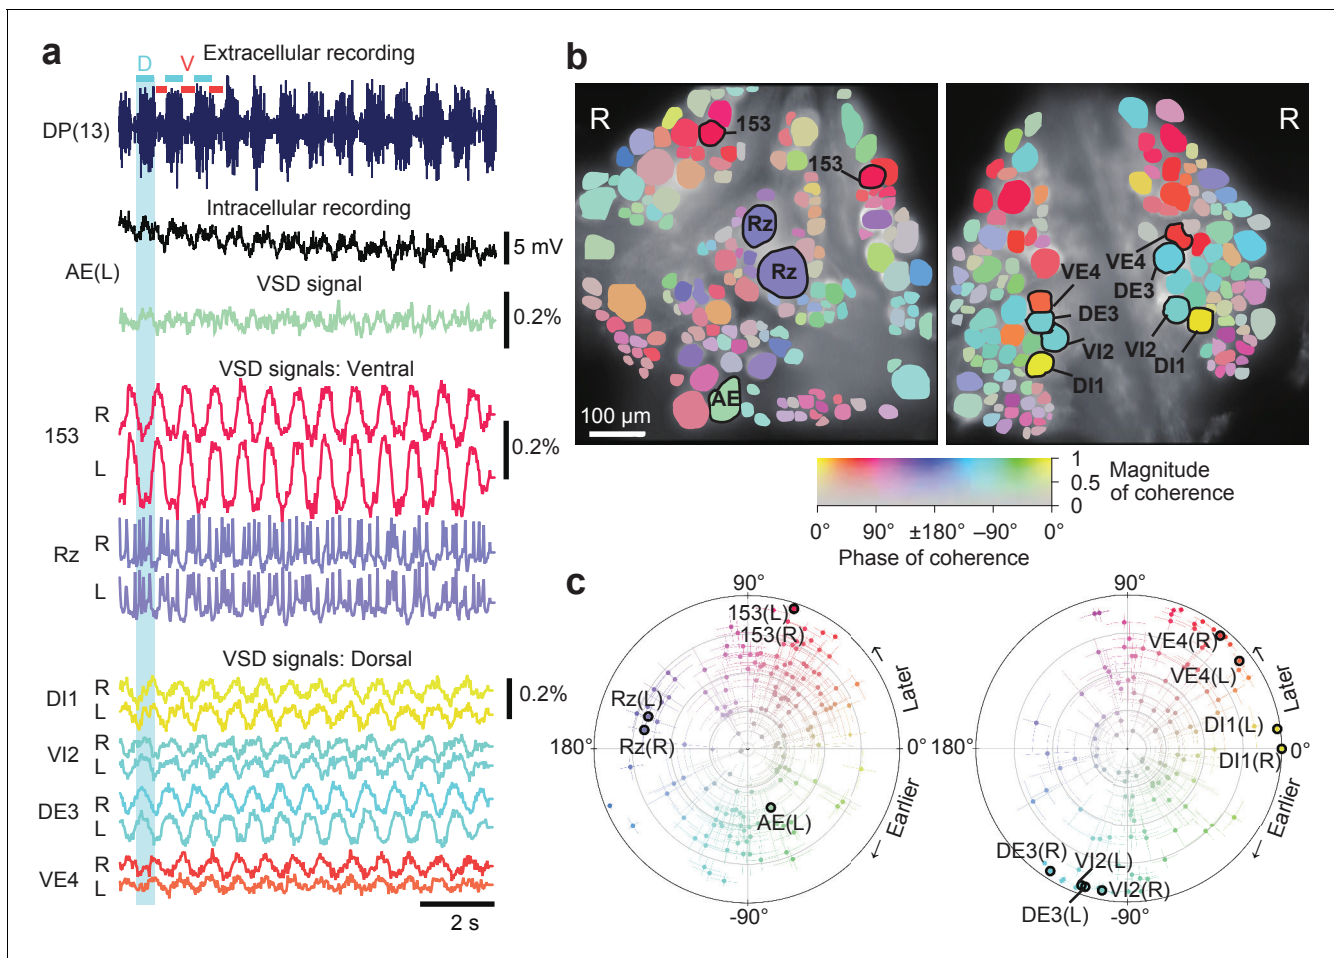 a
Extracellular recording
D
V
DP(13)
Intracellular recording
5 mV
AE(L)
VSD signal
0.2%
VSD signals: Ventral
153
R
L
0.2%
Rz
R
L
VSD signals: Dorsal
DI1
R
L
0.2%
VI2
R
L
DE3
R
L
VE4
R
L
2 s
b
R
153
153
Rz
Rz
AE
100 µm
R
VE4
DE3
VI2
DI1
VE4
DE3
VI2
DI1
1
0.5
0
Magnitude
of coherence
0° 90° ±180° –90° 0°
Phase of coherence
c
90°
153(L)
153(R)
Rz(L)
Rz(R)
180°
0°
AE(L)
-90°
Later
Earlier
90°
VE4(R)
VE4(L)
DI1(L)
DI1(R)
180°
0°
DE3(R)
VI2(L)
VI2(R)
DE3(L)
-90°
Later
Earlier